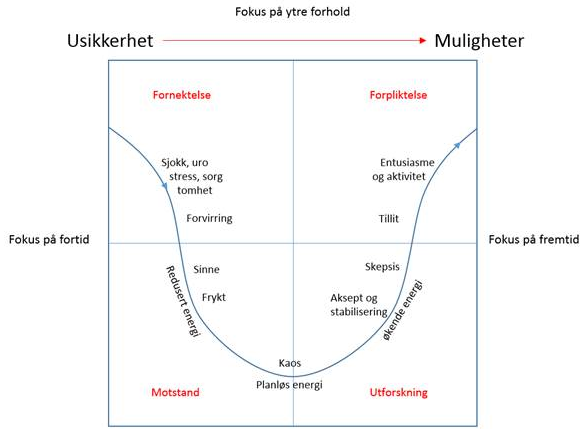 Fokus på ytre forhold
Usikkerhet
Muligheter
Fornektelse
Forpliktelse
Sjokk, uro
stress, sorg
tomhet
Entusiasme
og aktivitet
Forvirring
Tillit
Fokus på fortid
Fokus på fremtid
Sinne
Skepsis
Redusert energi
Frykt
Aksept og
stabilisering
økende energi
Kaos
Planløs energi
Motstand
Utforskning